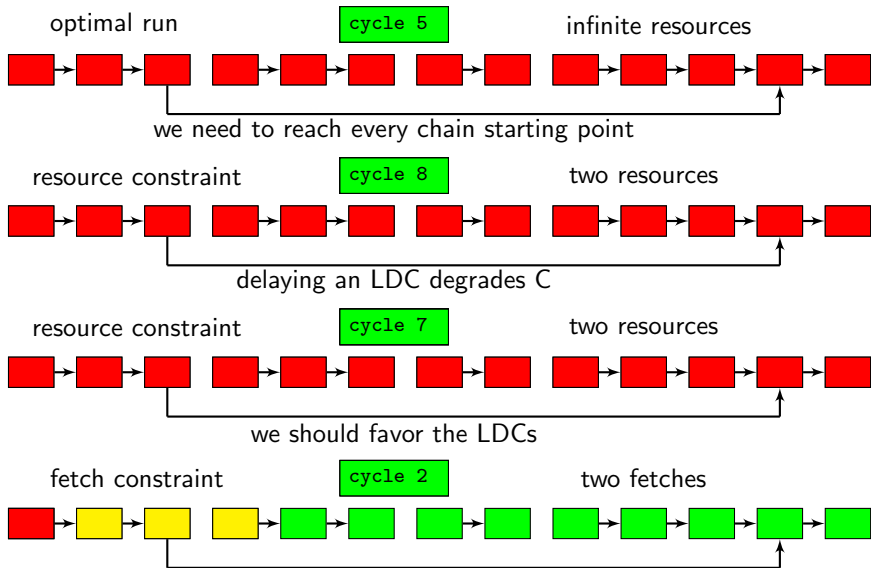 optimal run cycle 5 infinite resources
we need to reach every chain starting point
resource constraint cycle 8 two resources
delaying an LDC degrades C
resource constraint cycle 7 two resources
we should favor the LDCs
fetch constraint cycle 2 two fetches